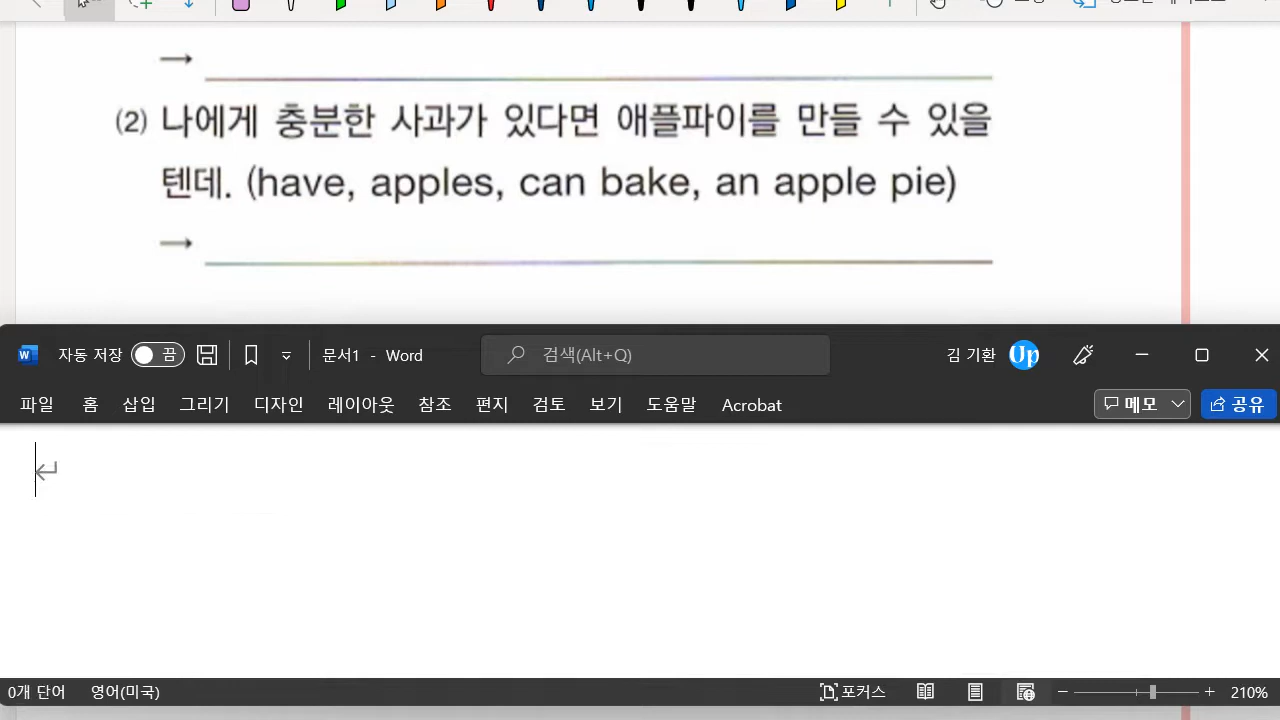 →
(2) 나에게 충분한 사과가 있다면 애플파이를 만들 수 있을
텐데. (have, apples, can bake, an apple pie)
→
자동 저장 끔 문서1 - Word 검색(Alt+Q) 김 기환 Up
파일 홈 삽입 그리기 디자인 레이아웃 참조 편지 검토 보기 도움말 Acrobat 메모 공유
0개 단어 영어(미국) 포커스 210%